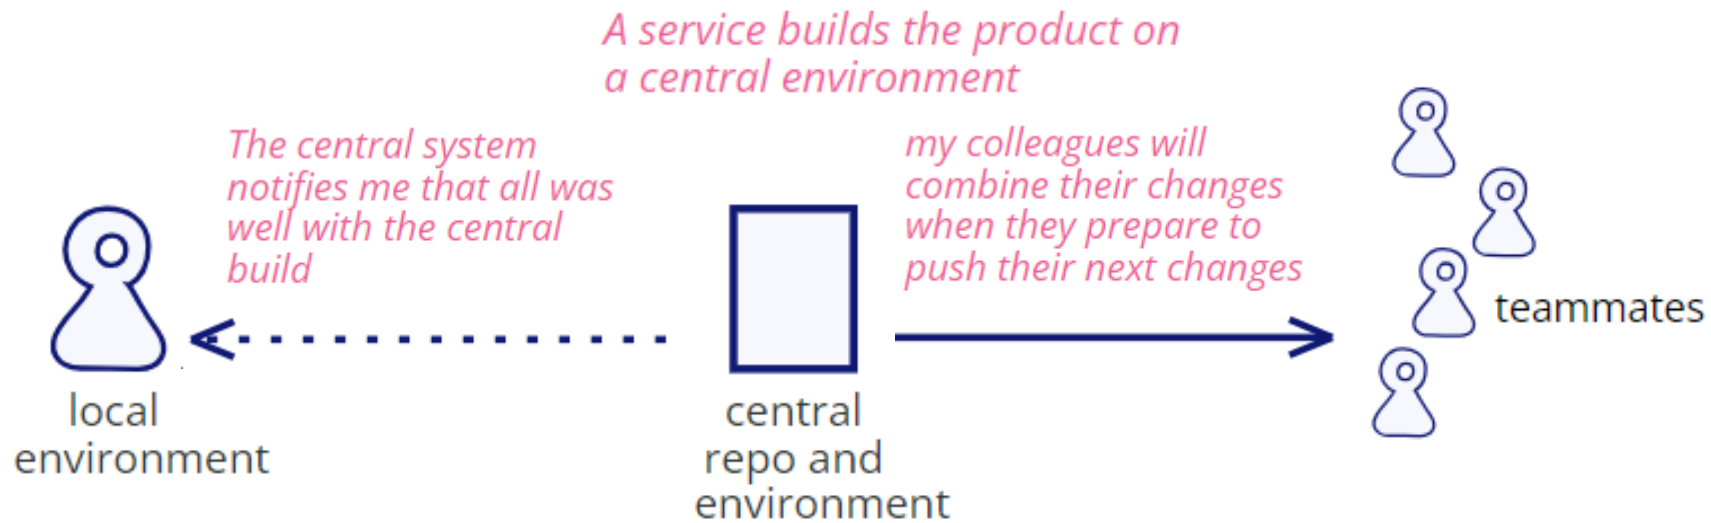 A service builds the product on
a central environment
The central system
notifies me that all was
well with the central
build
my colleagues will
combine their changes
when they prepare to
push their next changes
teammates
local
environment
central
repo and
environment